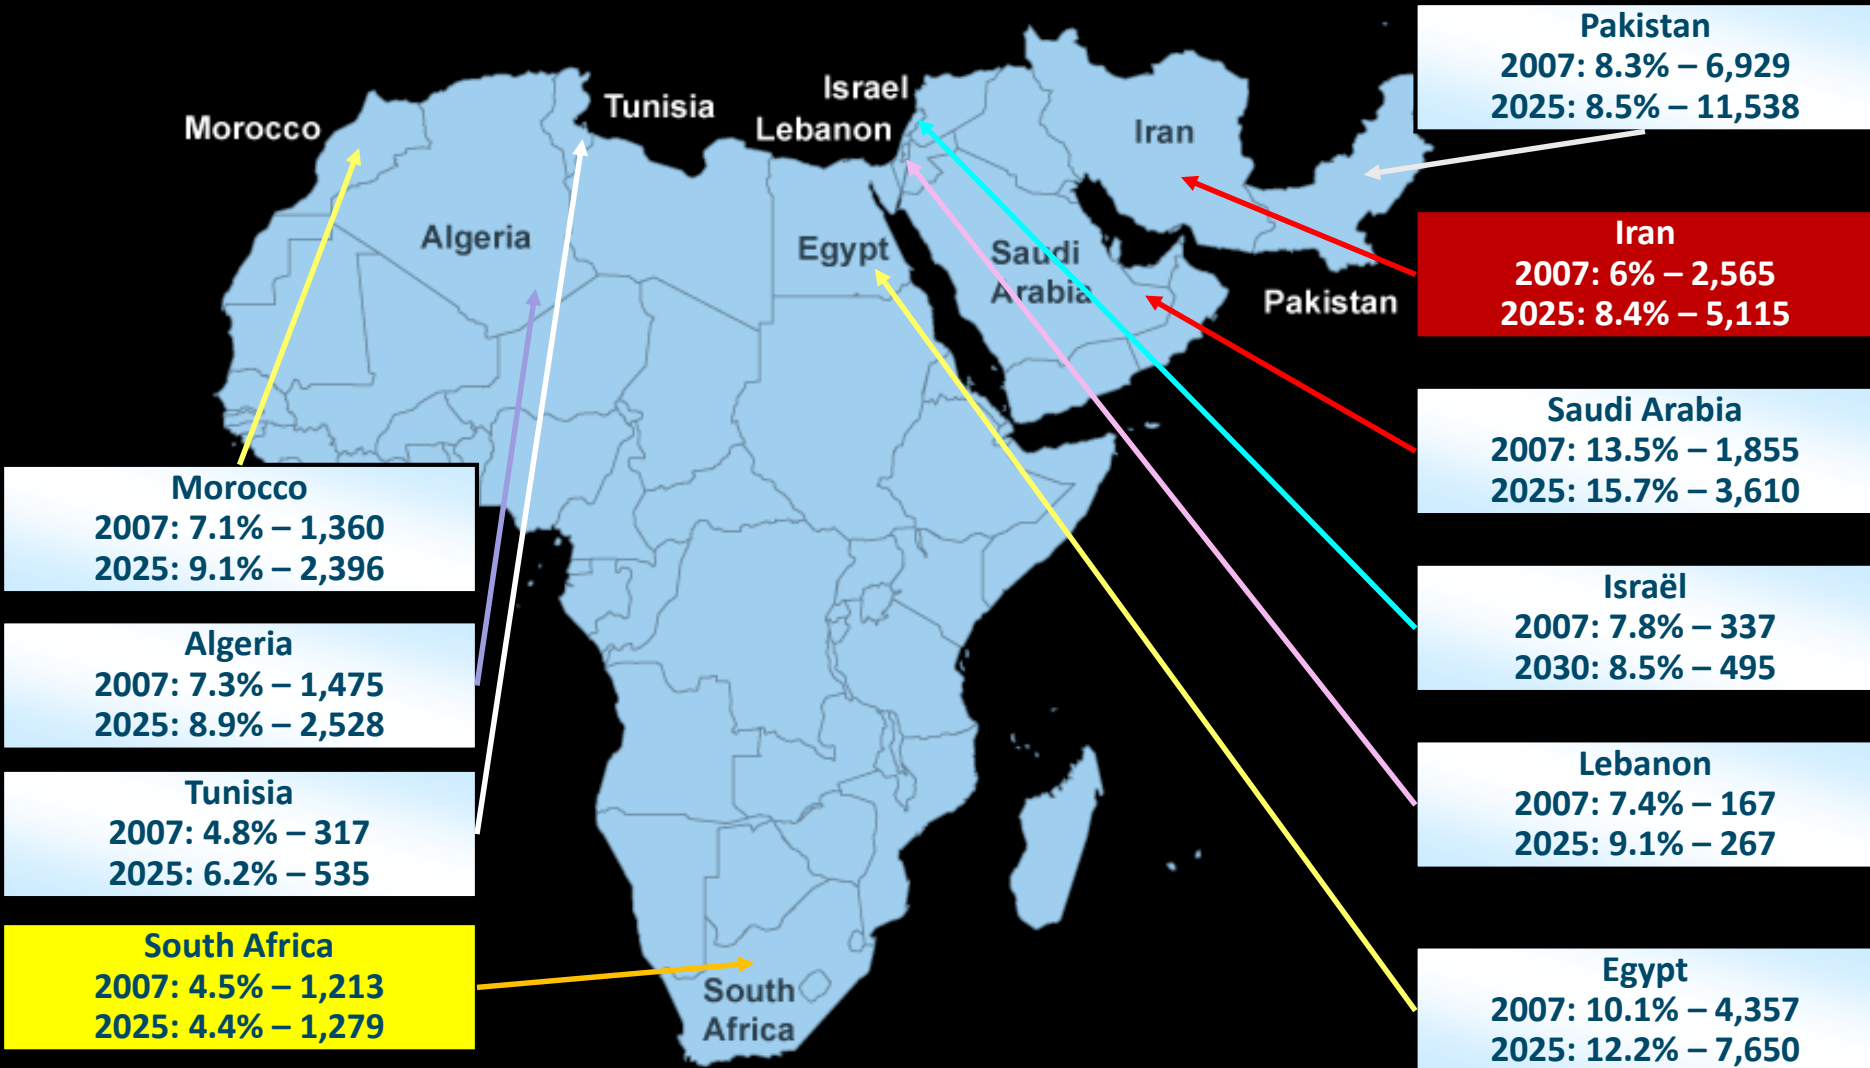 Morocco
Tunisia
Israel
Lebanon
Iran
Algeria
Egypt
Saudi
Arabia
Pakistan
South
Africa
Morocco
2007: 7.1% – 1,360
2025: 9.1% – 2,396
Algeria
2007: 7.3% – 1,475
2025: 8.9% – 2,528
Tunisia
2007: 4.8% – 317
2025: 6.2% – 535
South Africa
2007: 4.5% – 1,213
2025: 4.4% – 1,279
Pakistan
2007: 8.3% – 6,929
2025: 8.5% – 11,538
Iran
2007: 6% – 2,565
2025: 8.4% – 5,115
Saudi Arabia
2007: 13.5% – 1,855
2025: 15.7% – 3,610
Israël
2007: 7.8% – 337
2030: 8.5% – 495
Lebanon
2007: 7.4% – 167
2025: 9.1% – 267
Egypt
2007: 10.1% – 4,357
2025: 12.2% – 7,650